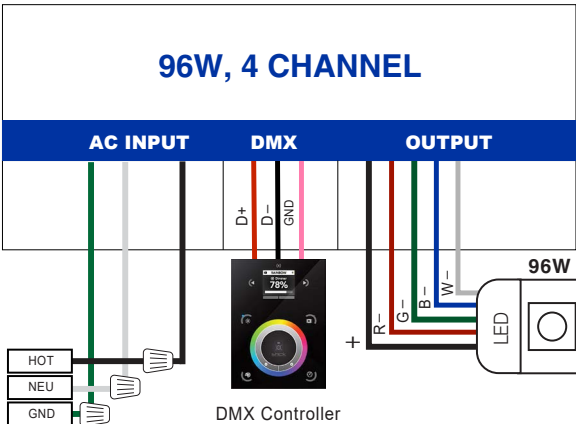 96W, 4 CHANNEL
AC INPUT
DMX
OUTPUT
D+
D–
GND
+
R–
G–
B–
W–
96W
LED
78%
HOT
NEU
GND
DMX Controller